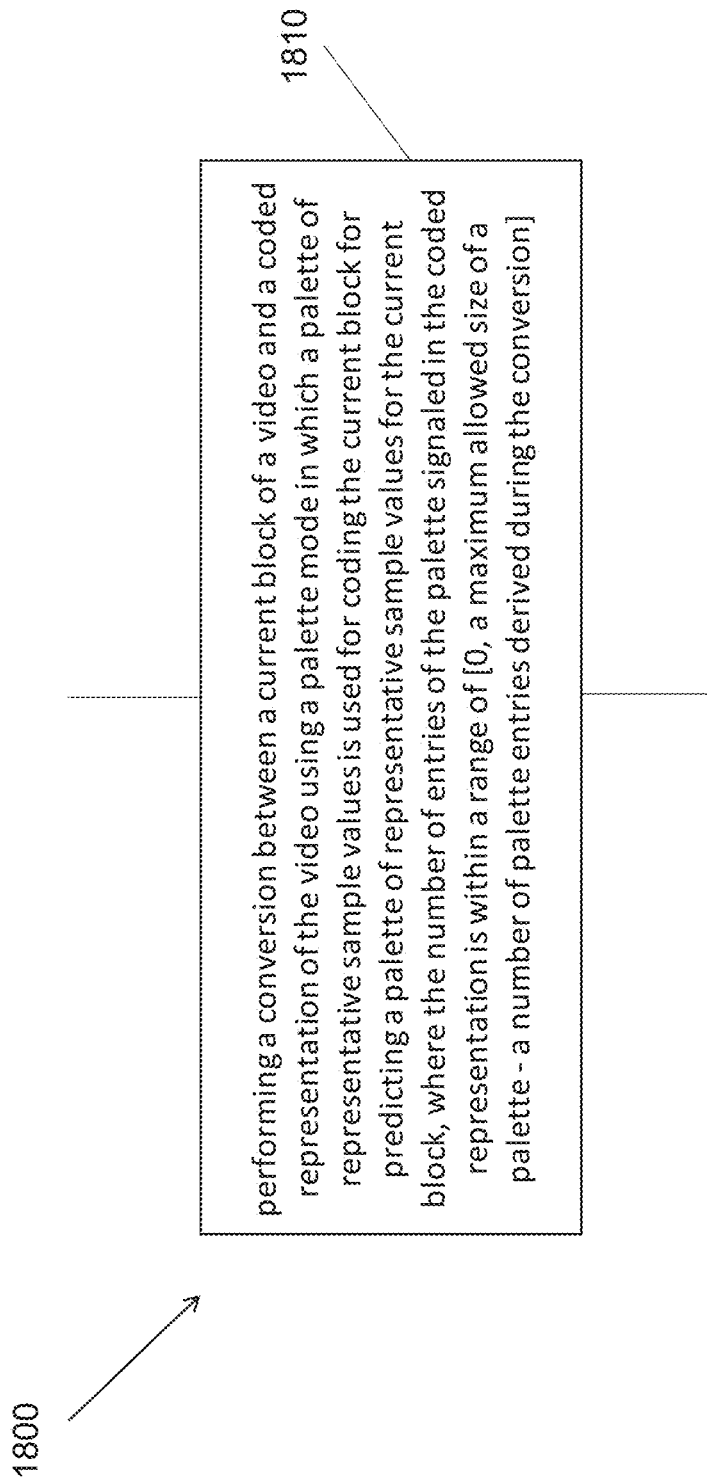 1800
1810
performing a conversion between a current block of a video and a coded
representation of the video using a palette mode in which a palette of
representative sample values is used for coding the current block for
predicting a palette of representative sample values for the current
block, where the number of entries of the palette signaled in the coded
representation is within a range of [0, a maximum allowed size of a
palette - a number of palette entries derived during the conversion]